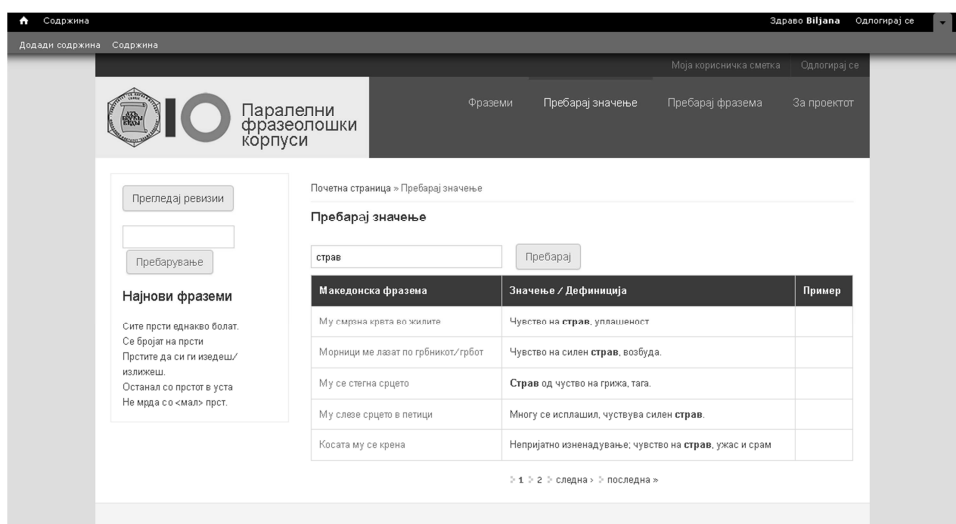 Содржина
Здраво Biljana Одлогирај се
Додади содржина Содржина
Моја корисничка сметка Одлогирај се
Паралелни
фразеолошки
корпуси
Фраземи Пребарај значење Пребарај фразема За проектот
Прегледај ревизии
Пребарување
Најнови фраземи
Сите прсти еднакво болат.
Се бројат на прсти
Прстите да си ги изедеш/
излижеш.
Останал со прстот в уста
Не мрда со <мал> прст.
Почетна страница » Пребарај значење
Пребарај значење
страв Пребарај
Македонска фразема Значење / Дефиниција Пример
Му смрзна крвта во жилите Чувство на страв, уплашеност
Морници ме лазат по грбникот/грбот Чувство на силен страв, возбуда.
Му се стегна срцето Страв од чуство на грижа, тага.
Му слезе срцето в петици Многу се исплашил, чуствува силен страв.
Косата му се крена Непријатно изненадување; чувство на страв, ужас и срам
1 2 следна › последна »